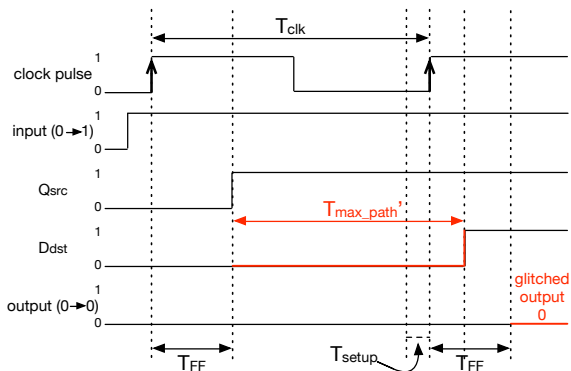 Tclk
clock pulse
1
0
input (0→1)
1
0
Qsrc
1
0
Tmax_path'
Ddst
1
0
output (0→0)
1
0
glitched
output
0
TFF
Tsetup
TFF